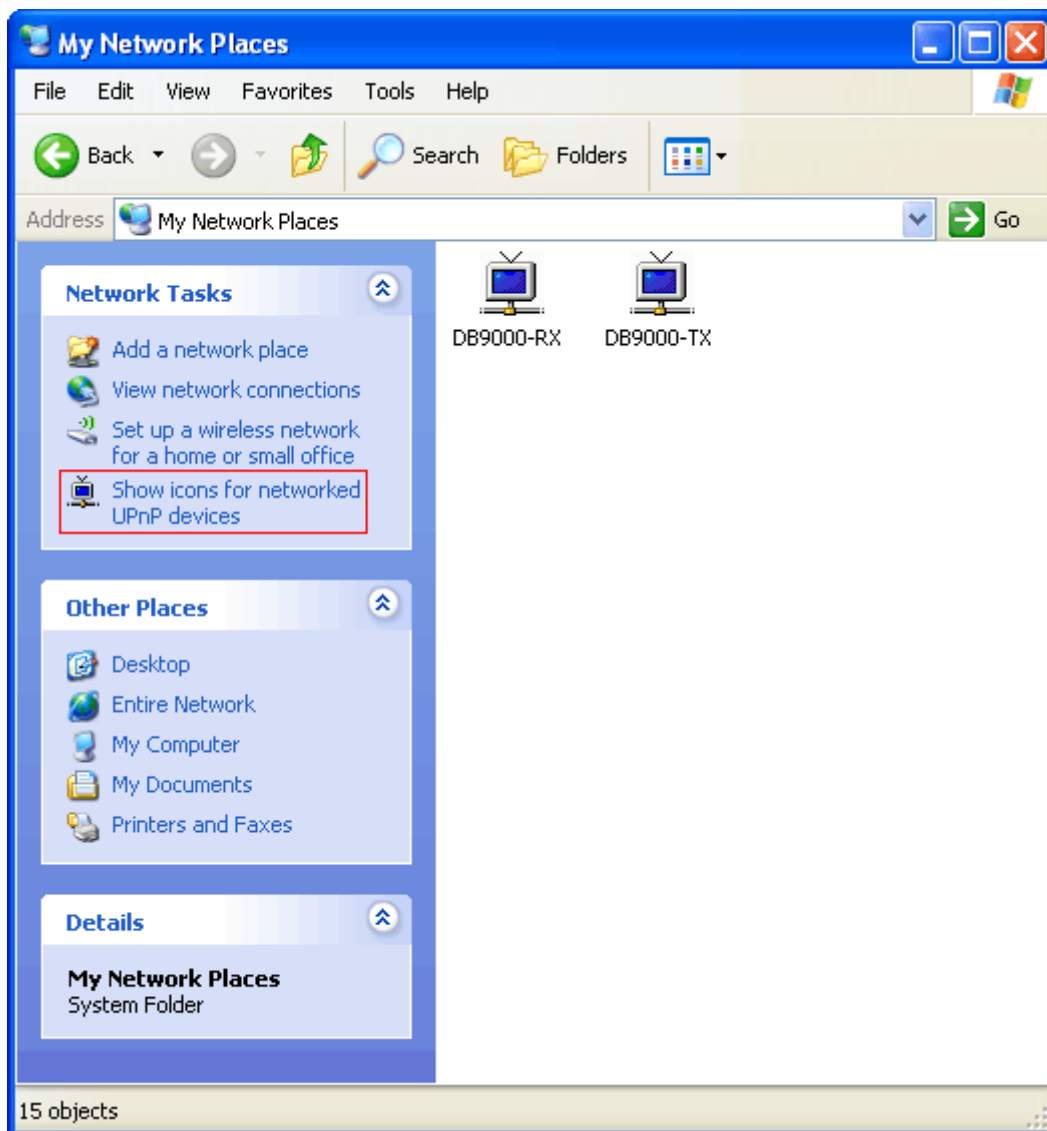 My Network Places
File Edit View Favorites Tools Help
Back Search Folders
Address My Network Places Go
Network Tasks
Add a network place
View network connections
Set up a wireless network
for a home or small office
Show icons for networked
UPnP devices
Other Places
Desktop
Entire Network
My Computer
My Documents
Printers and Faxes
Details
My Network Places
System Folder
DB9000-RX DB9000-TX
15 objects